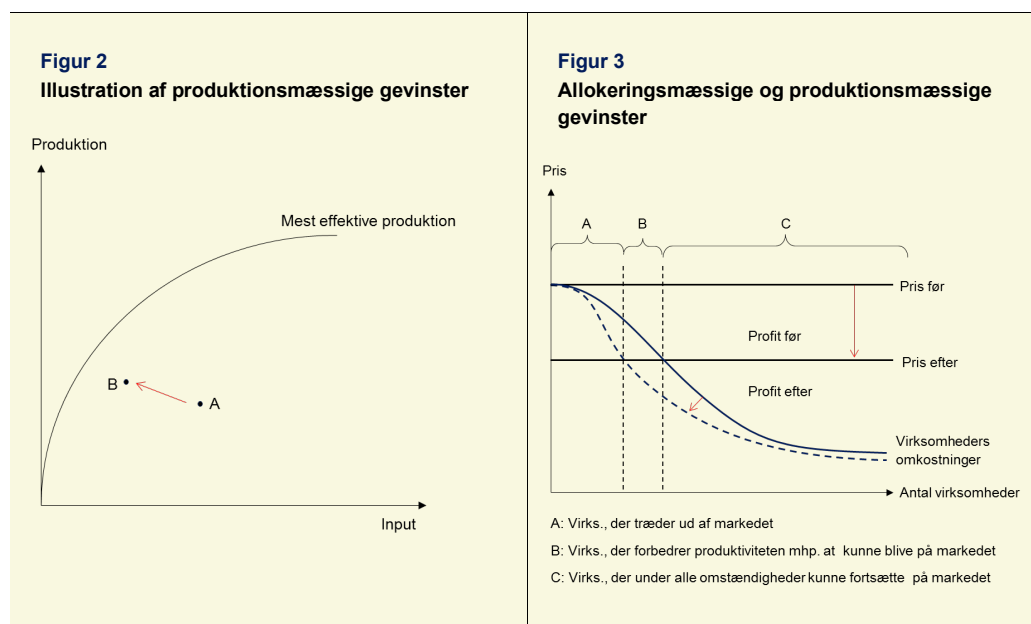 Figur 2
Illustration af produktionsmæssige gevinster
Produktion
Mest effektive produktion
B
A
Input
Figur 3
Allokeringsmæssige og produktionsmæssige
gevinster
Pris
A
B
C
Pris før
Profit før
Pris efter
Profit efter
Virksomheders
omkostninger
Antal virksomheder
A: Virks., der træder ud af markedet
B: Virks., der forbedrer produktiviteten mhp. at kunne blive på markedet
C: Virks., der under alle omstændigheder kunne fortsætte på markedet